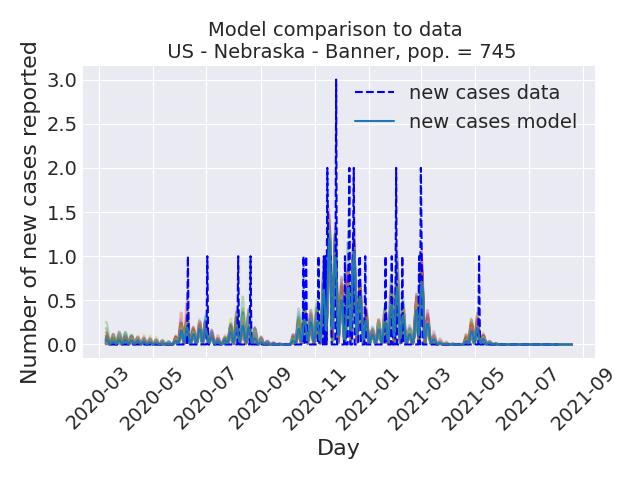 Model comparison to data
US - Nebraska - Banner, pop. = 745
Number of new cases reported
3.0
2.5
2.0
1.5
1.0
0.5
0.0
new cases data
new cases model
2020-03
2020-05
2020-07
2020-09
2020-11
2021-01
2021-03
2021-05
2021-07
2021-09
Day